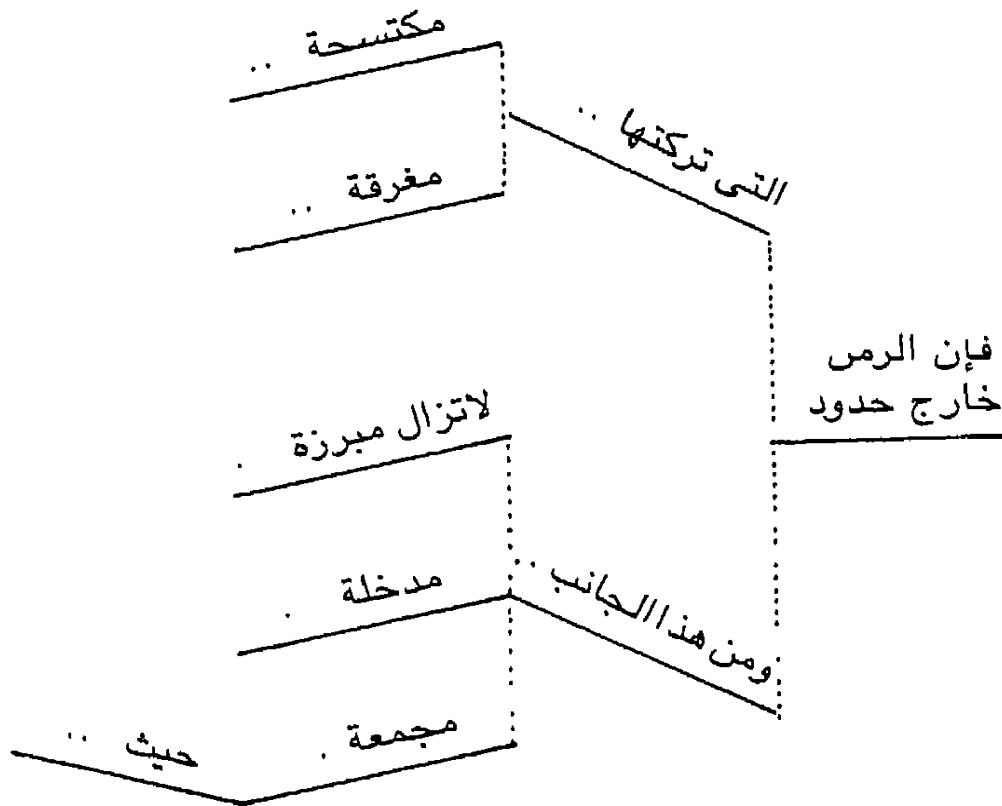 مكتسحة ..
التى تركتها ..
مغرقة ..
فإن الرمس
خارج حدود
لاتزال مبرزة .
مدخلة .
ومن هذا الجانب ..
مجمعة .
حيث ..